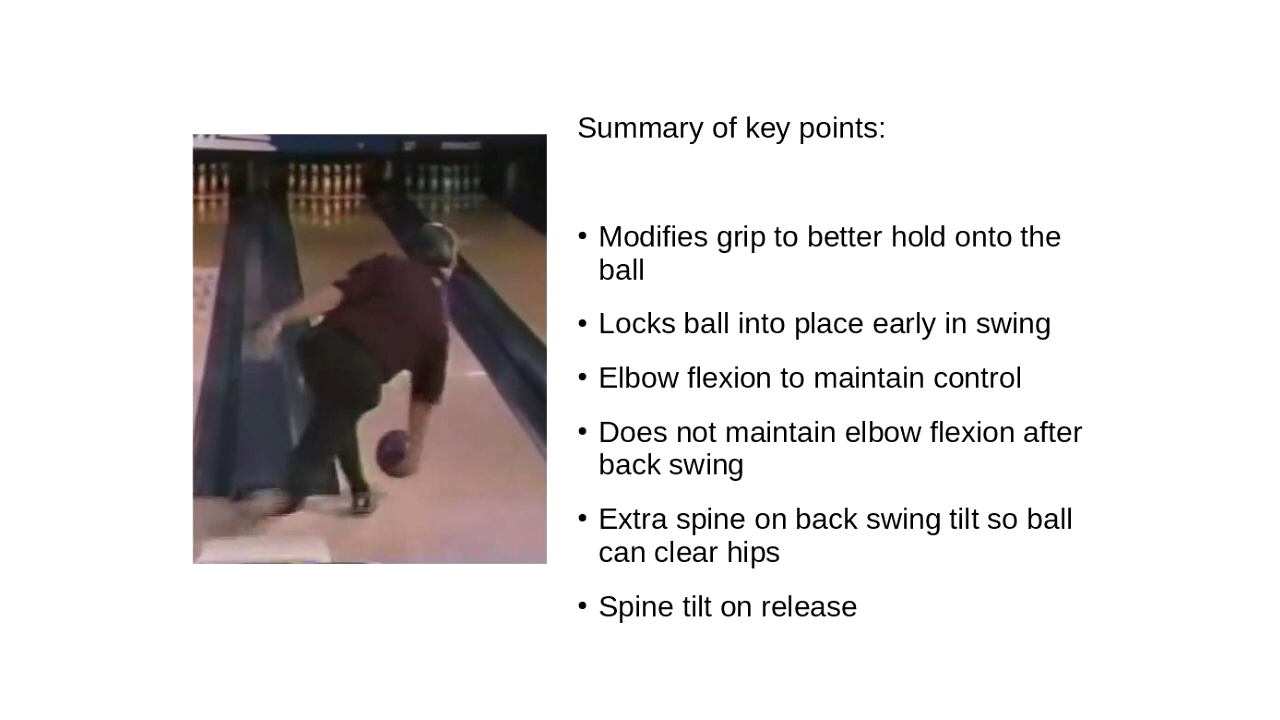 Summary of key points:
• Modifies grip to better hold onto the
ball
• Locks ball into place early in swing
• Elbow flexion to maintain control
• Does not maintain elbow flexion after
back swing
• Extra spine on back swing tilt so ball
can clear hips
• Spine tilt on release